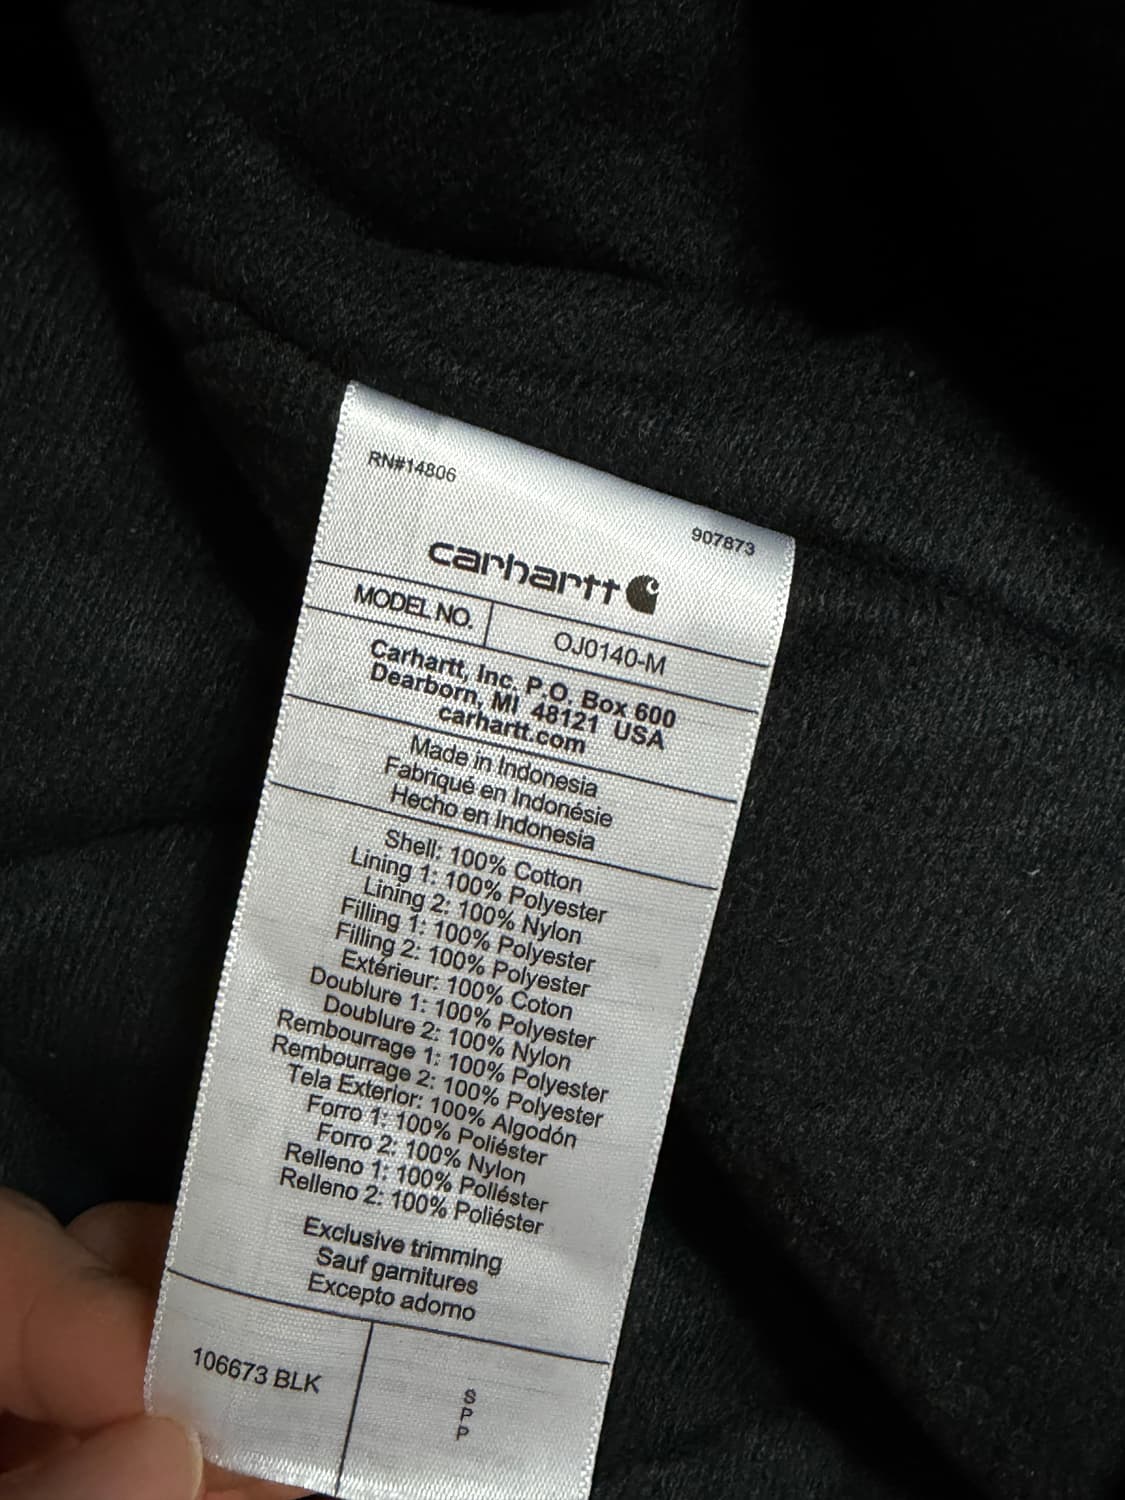 RN#14806
907873
carhartt
MODEL NO. OJ0140-M
Carhartt, Inc. P.O. Box 600
Dearborn, MI 48121 USA
carhartt.com
Made in Indonesia
Fabriqué en Indonésie
Hecho en Indonesia
Shell: 100% Cotton
Lining 1: 100% Polyester
Lining 2: 100% Nylon
Filling 1: 100% Polyester
Filling 2: 100% Polyester
Extérieur: 100% Coton
Doublure 1: 100% Polyester
Doublure 2: 100% Nylon
Rembourrage 1: 100% Polyester
Rembourrage 2: 100% Polyester
Tela Exterior: 100% Algodón
Forro 1: 100% Poliéster
Forro 2: 100% Nylon
Relleno 1: 100% Poliéster
Relleno 2: 100% Poliéster
Exclusive trimming
Sauf garnitures
Excepto adorno
106673 BLK
S
P
P